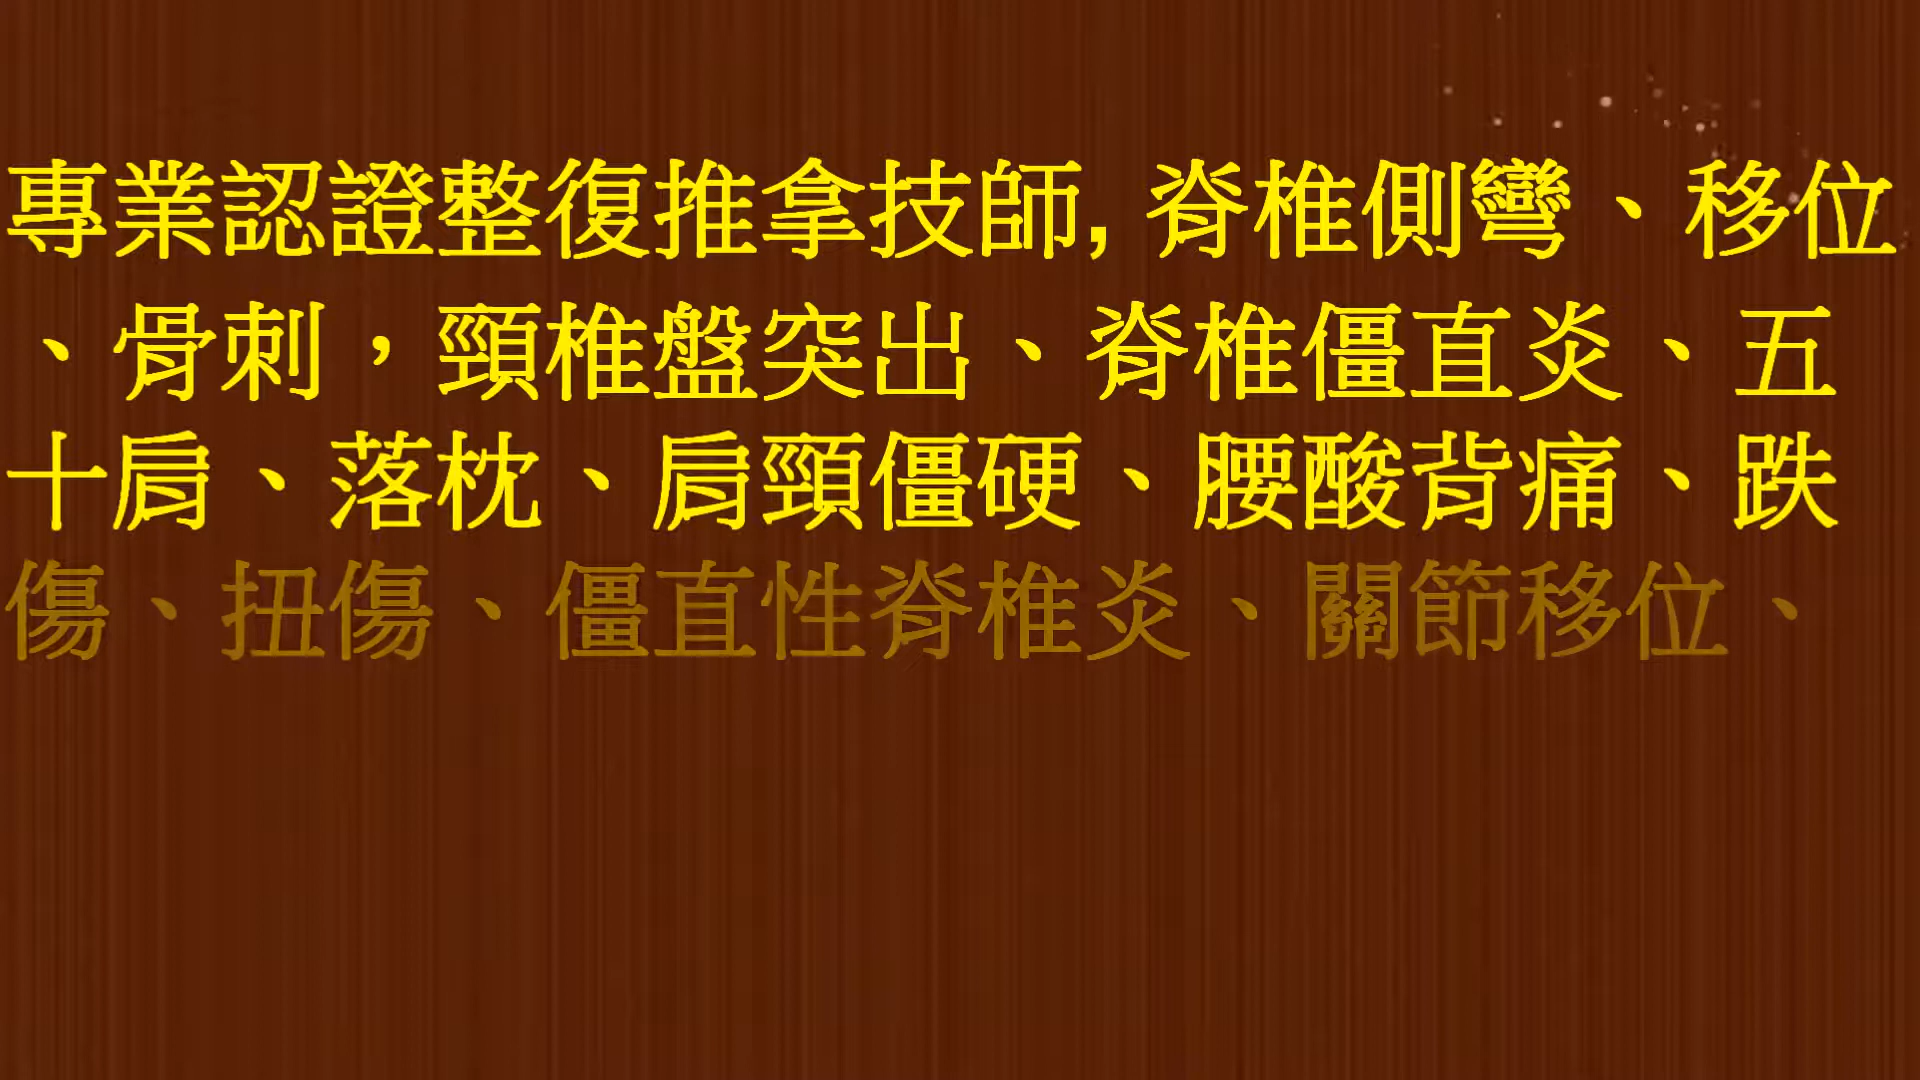 專業認證整復推拿技師, 脊椎側彎、移位
、骨刺，頸椎盤突出、脊椎僵直炎、五
十肩、落枕、肩頸僵硬、腰酸背痛、跌
傷、扭傷、僵直性脊椎炎、關節移位、